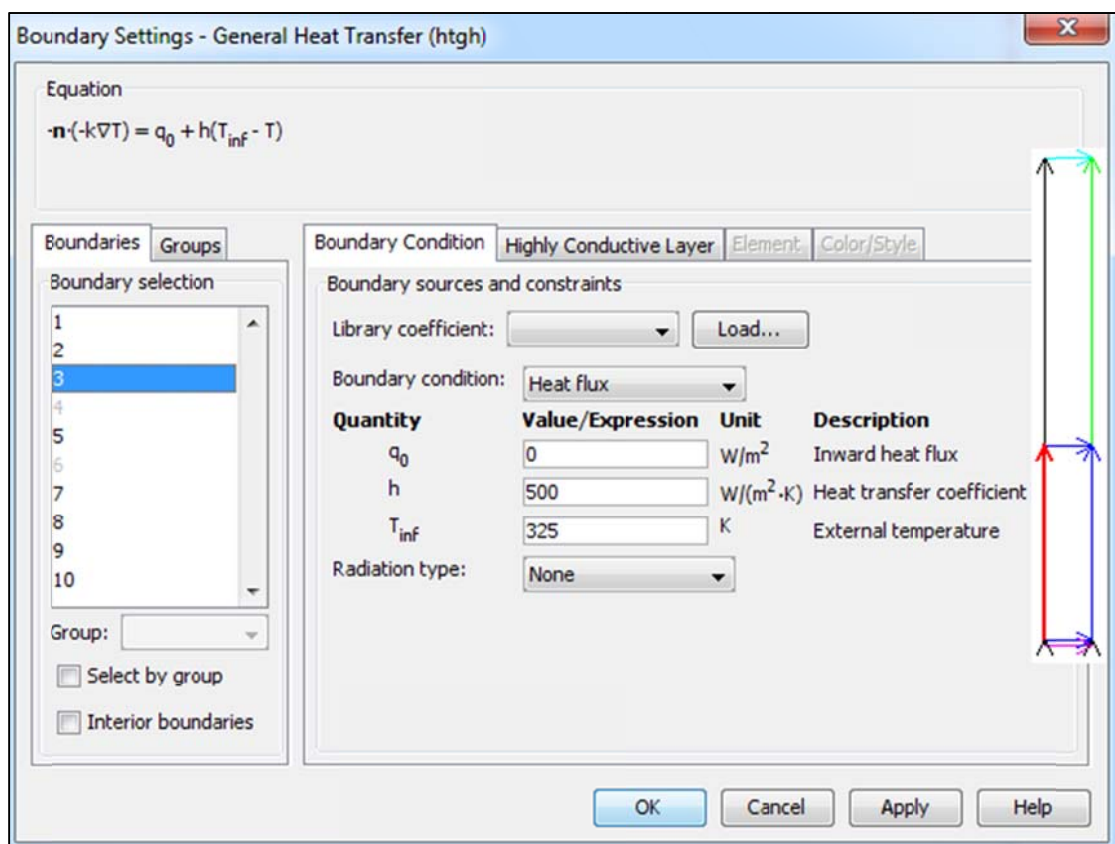 Boundary Settings - General Heat Transfer (htgh)
Equation
-n·(-k∇T) = q0 + h(Tinf - T)
Boundaries Groups
Boundary selection
1
2
3
4
5
6
7
8
9
10
Group:
Select by group
Interior boundaries
Boundary Condition Highly Conductive Layer Element Color/Style
Boundary sources and constraints
Library coefficient: Load...
Boundary condition: Heat flux
Quantity Value/Expression Unit Description
q0 0 W/m² Inward heat flux
h 500 W/(m²·K) Heat transfer coefficient
Tinf 325 K External temperature
Radiation type: None
OK Cancel Apply Help